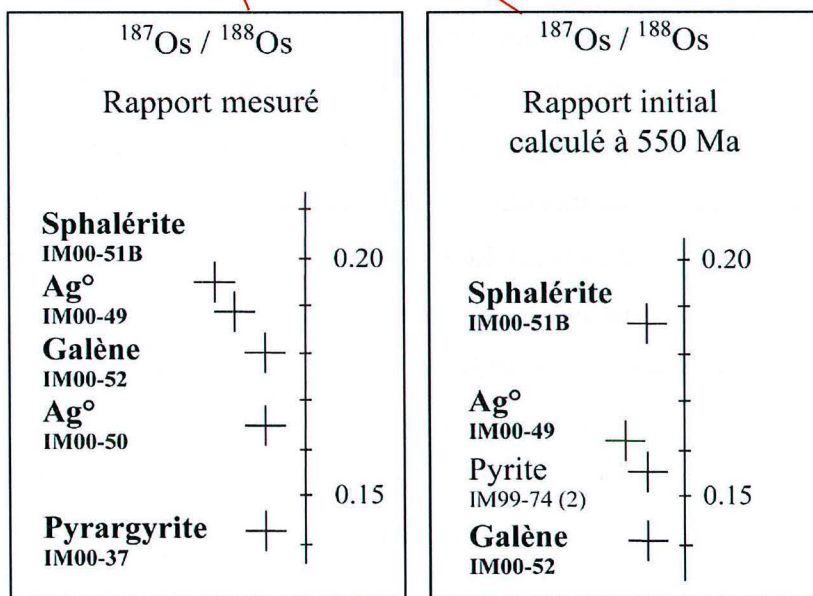 ¹⁸⁷Os / ¹⁸⁸Os
Rapport mesuré
Sphalérite
IM00-51B
0.20
Ag°
IM00-49
Galène
IM00-52
Ag°
IM00-50
0.15
Pyrargyrite
IM00-37
¹⁸⁷Os / ¹⁸⁸Os
Rapport initial
calculé à 550 Ma
0.20
Sphalérite
IM00-51B
Ag°
IM00-49
Pyrite
IM99-74 (2)
0.15
Galène
IM00-52